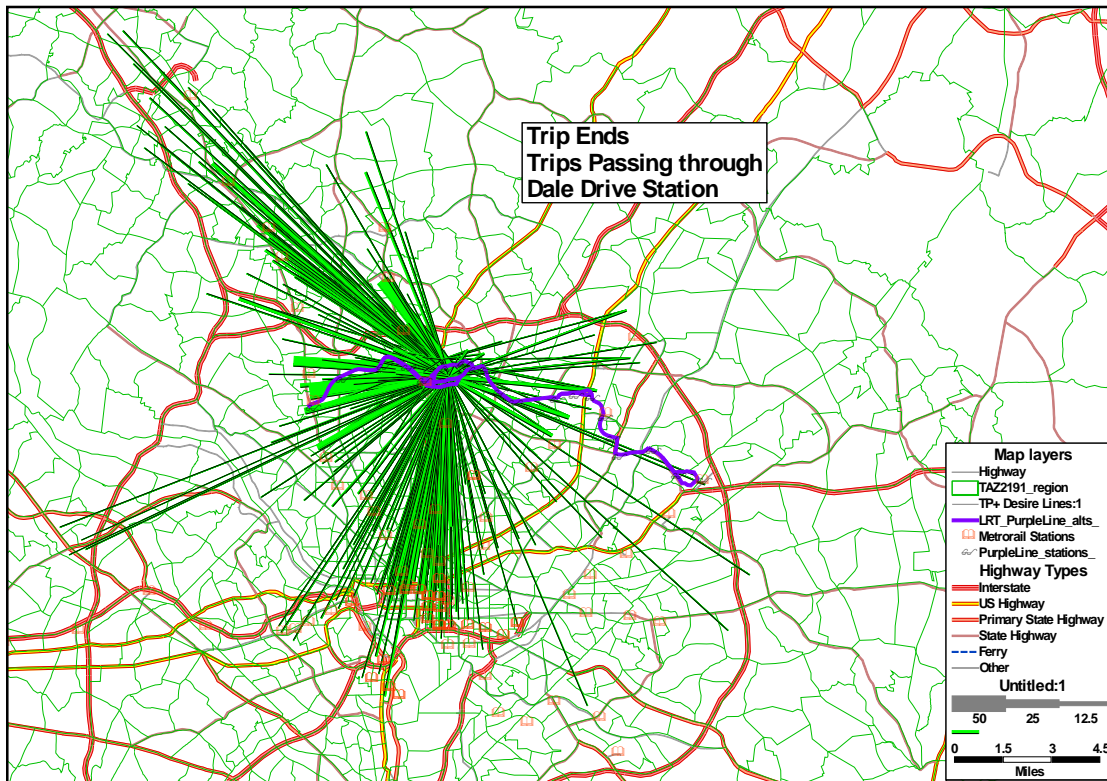 Trip Ends
Trips Passing through
Dale Drive Station
Map layers
Highway
TAZ2191_region
TP+ Desire Lines:1
LRT_PurpleLine_alts_
Metrorail Stations
PurpleLine_stations_
Highway Types
Interstate
US Highway
Primary State Highway
State Highway
Ferry
Other
Untitled:1
50 25 12.5
0 1.5 3 4.5
Miles